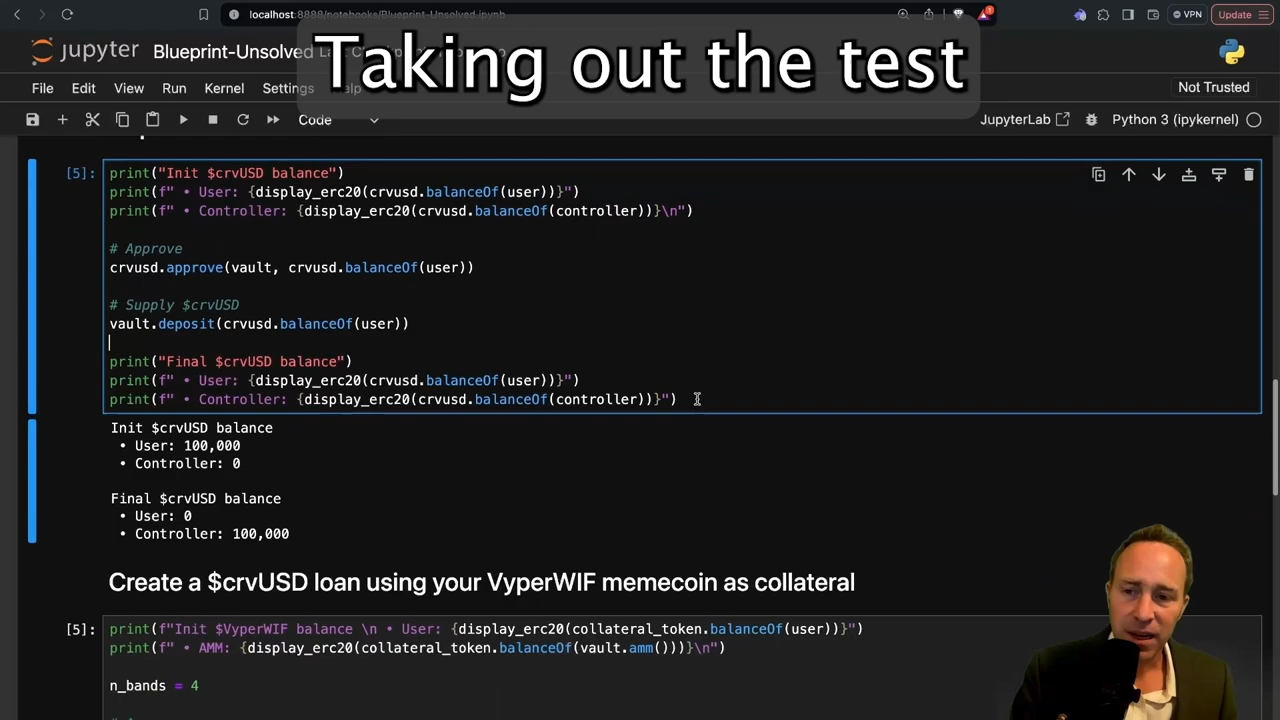 localhost:8888/notebooks/Blueprint-Unsolved.ipynb
VPN
Update
Taking out the test
jupyter Blueprint-Unsolved
File Edit View Run Kernel Settings Help
Not Trusted
Code
JupyterLab
Python 3 (ipykernel)
[5]:
print("Init $crvUSD balance")
print(f" • User: {display_erc20(crvusd.balanceOf(user))}")
print(f" • Controller: {display_erc20(crvusd.balanceOf(controller))}\n")
# Approve
crvusd.approve(vault, crvusd.balanceOf(user))
# Supply $crvUSD
vault.deposit(crvusd.balanceOf(user))
print("Final $crvUSD balance")
print(f" • User: {display_erc20(crvusd.balanceOf(user))}")
print(f" • Controller: {display_erc20(crvusd.balanceOf(controller))}")
Init $crvUSD balance
• User: 100,000
• Controller: 0
Final $crvUSD balance
• User: 0
• Controller: 100,000
Create a $crvUSD loan using your VyperWIF memecoin as collateral
[5]:
print(f"Init $VyperWIF balance \n • User: {display_erc20(collateral_token.balanceOf(user))}")
print(f" • AMM: {display_erc20(collateral_token.balanceOf(vault.amm()))}\n")
n_bands = 4